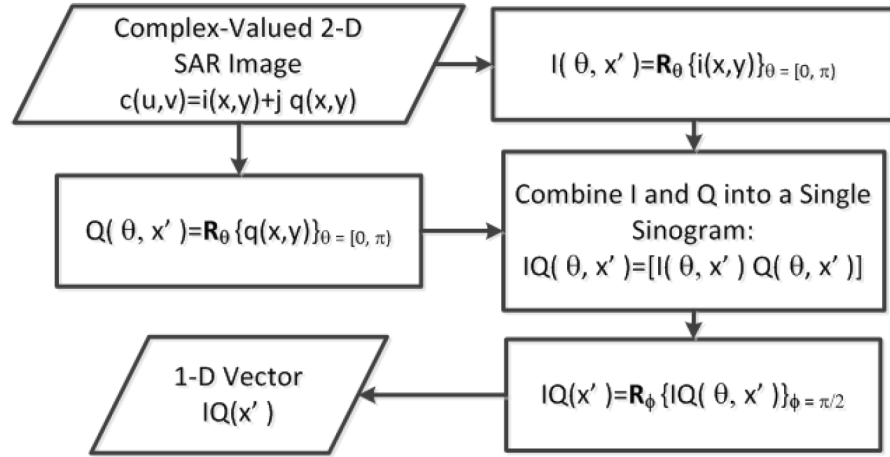 Complex-Valued 2-D
SAR Image
c(u,v)=i(x,y)+j q(x,y)
I( θ, x' )=Rθ{i(x,y)}θ = [0, π)
Q( θ, x' )=Rθ{q(x,y)}θ = [0, π)
Combine I and Q into a Single
Sinogram:
IQ( θ, x' )=[I( θ, x' ) Q( θ, x' )]
1-D Vector
IQ(x' )
IQ(x' )=Rϕ{IQ( θ, x' )}ϕ = π/2